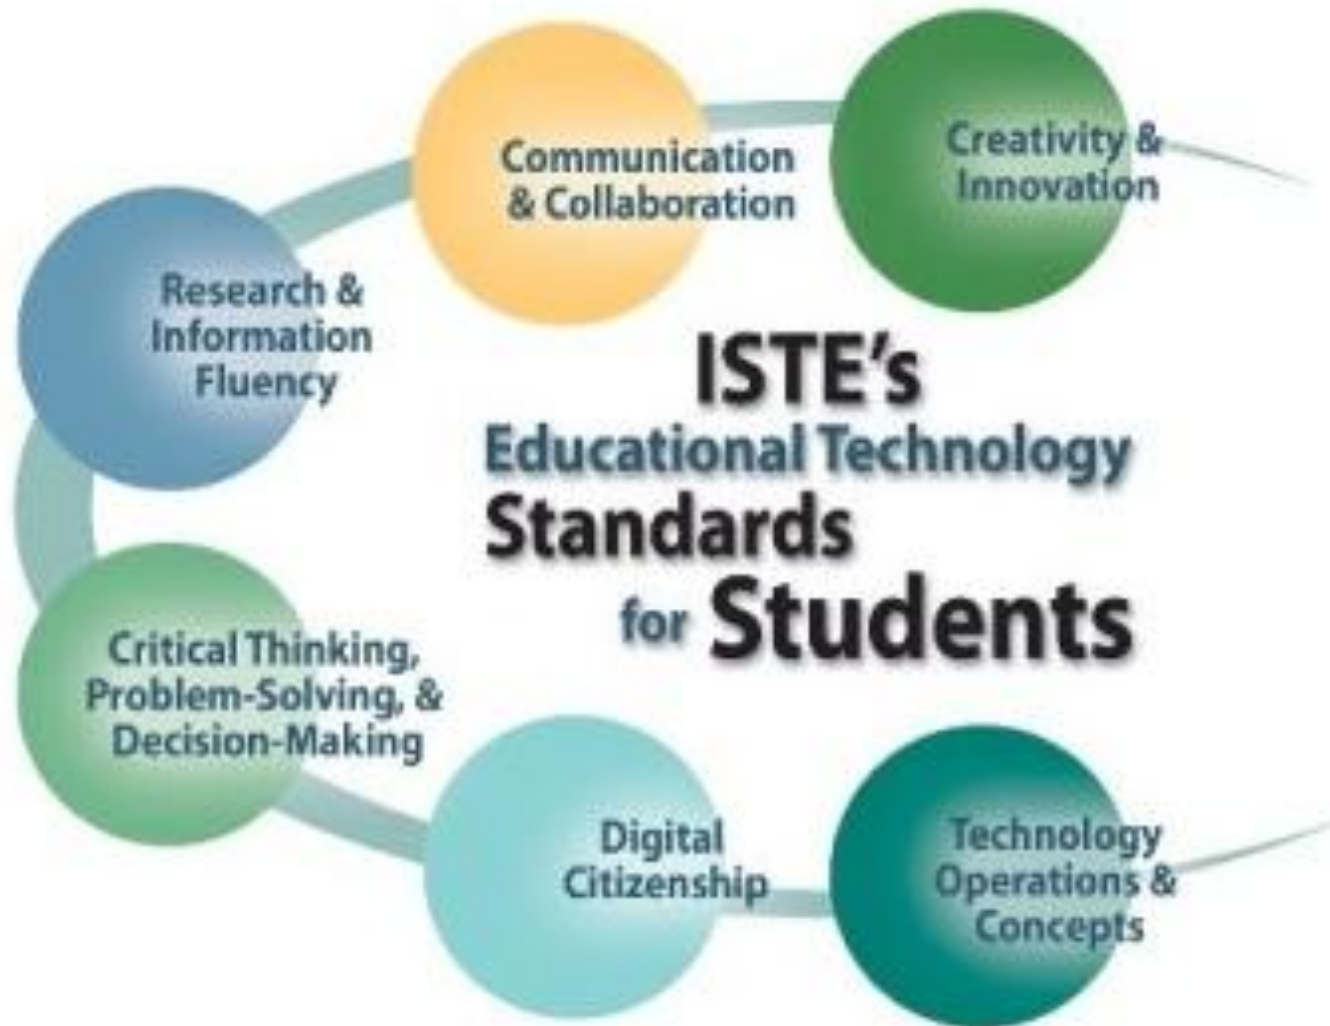 Communication
& Collaboration
Creativity &
Innovation
Research &
Information
Fluency
ISTE's
Educational Technology
Standards
for Students
Critical Thinking,
Problem-Solving, &
Decision-Making
Digital
Citizenship
Technology
Operations &
Concepts